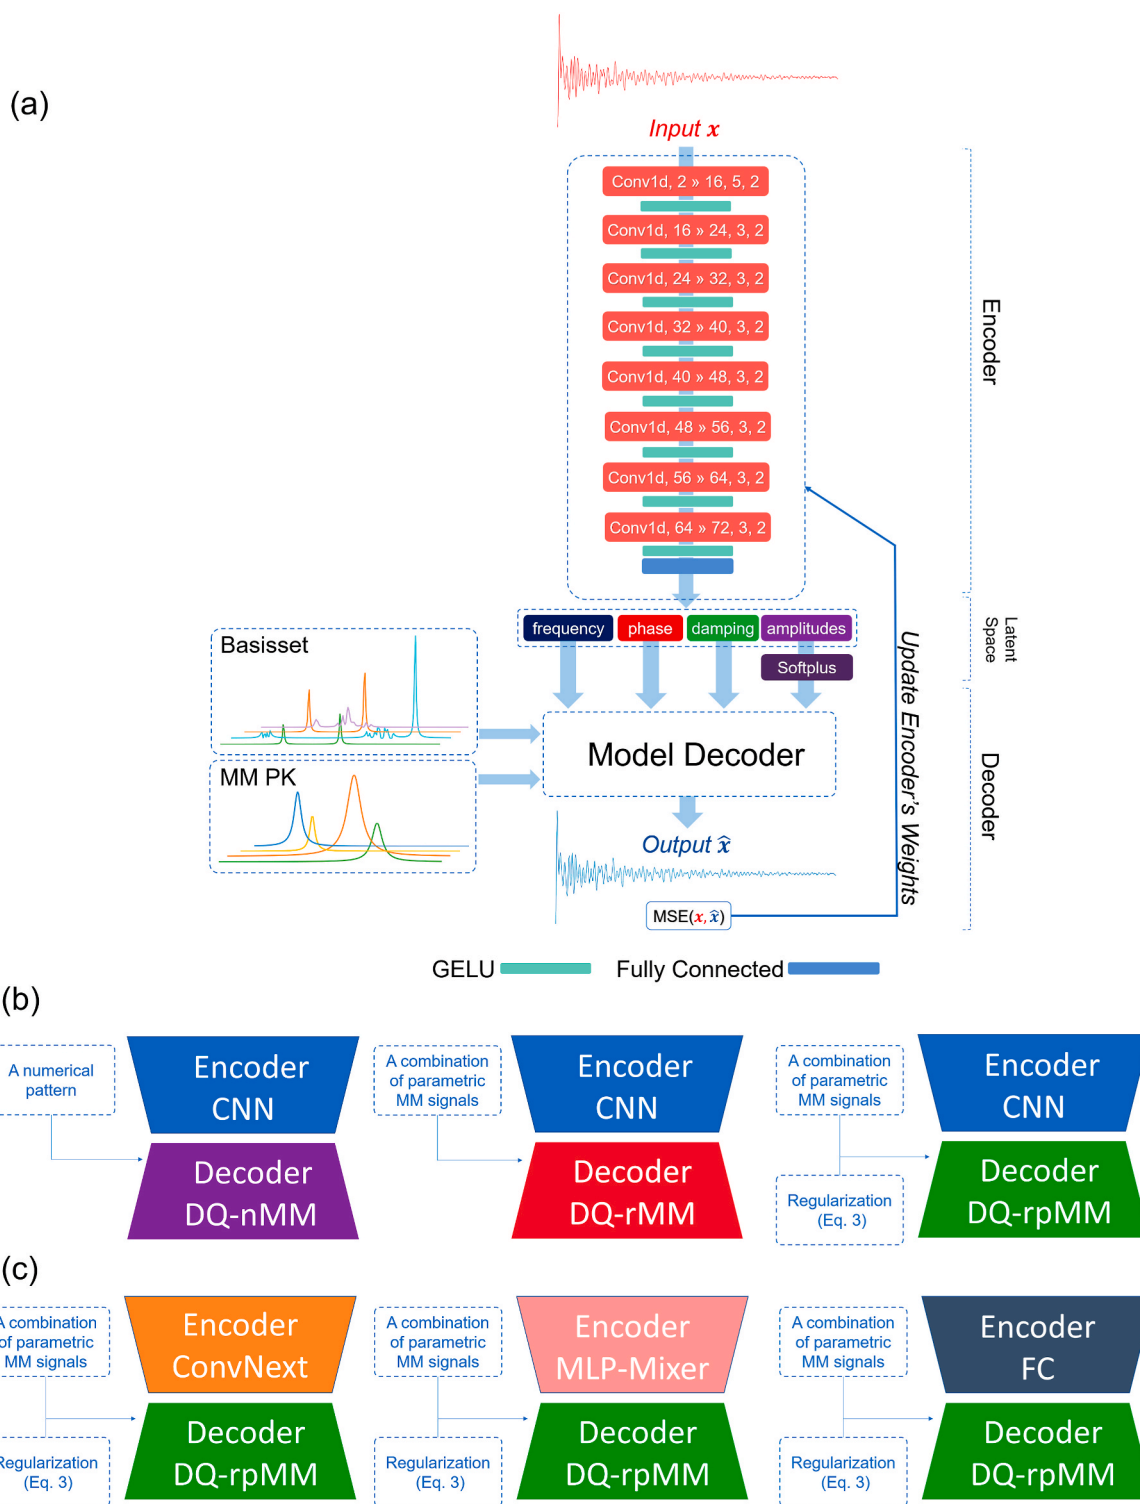 (a)
Input x
Conv1d, 2 » 16, 5, 2
Conv1d, 16 » 24, 3, 2
Conv1d, 24 » 32, 3, 2
Conv1d, 32 » 40, 3, 2
Conv1d, 40 » 48, 3, 2
Conv1d, 48 » 56, 3, 2
Conv1d, 56 » 64, 3, 2
Conv1d, 64 » 72, 3, 2
Encoder
frequency
phase
damping
amplitudes
Softplus
Latent
Space
Basisset
MM PK
Model Decoder
Decoder
Update Encoder's Weights
Output x̂
MSE(x, x̂)
GELU
Fully Connected
(b)
A numerical
pattern
Encoder
CNN
Decoder
DQ-nMM
A combination
of parametric
MM signals
Encoder
CNN
Decoder
DQ-rMM
A combination
of parametric
MM signals
Regularization
(Eq. 3)
Encoder
CNN
Decoder
DQ-rpMM
(c)
A combination
of parametric
MM signals
Regularization
(Eq. 3)
Encoder
ConvNext
Decoder
DQ-rpMM
A combination
of parametric
MM signals
Regularization
(Eq. 3)
Encoder
MLP-Mixer
Decoder
DQ-rpMM
A combination
of parametric
MM signals
Regularization
(Eq. 3)
Encoder
FC
Decoder
DQ-rpMM